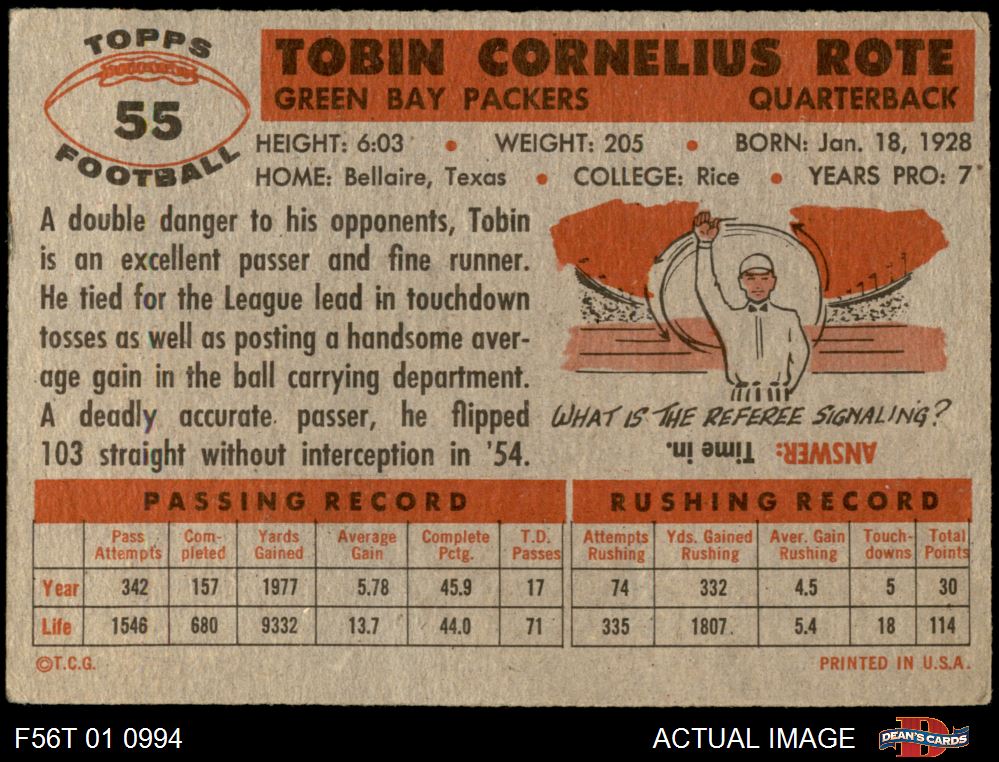 TOPPS
55
FOOTBALL
TOBIN CORNELIUS ROTE
GREEN BAY PACKERS QUARTERBACK
HEIGHT: 6:03 • WEIGHT: 205 • BORN: Jan. 18, 1928
HOME: Bellaire, Texas • COLLEGE: Rice • YEARS PRO: 7
A double danger to his opponents, Tobin
is an excellent passer and fine runner.
He tied for the League lead in touchdown
tosses as well as posting a handsome aver-
age gain in the ball carrying department.
A deadly accurate passer, he flipped
103 straight without interception in '54.
WHAT IS THE REFEREE SIGNALING?
ANSWER: Time in.
PASSING RECORD
Pass Attempts Com-pleted Yards Gained Average Gain Complete Pctg. T.D. Passes
Year 342 157 1977 5.78 45.9 17
Life 1546 680 9332 13.7 44.0 71
RUSHING RECORD
Attempts Rushing Yds. Gained Rushing Aver. Gain Rushing Touch-downs Total Points
74 332 4.5 5 30
335 1807 5.4 18 114
©T.C.G. PRINTED IN U.S.A.
F56T 01 0994 ACTUAL IMAGE DEAN'S CARDS